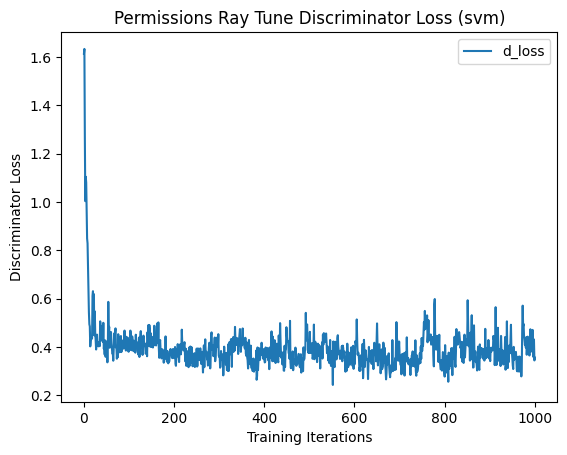 Permissions Ray Tune Discriminator Loss (svm)
d_loss
Discriminator Loss
1.6
1.4
1.2
1.0
0.8
0.6
0.4
0.2
0 200 400 600 800 1000
Training Iterations